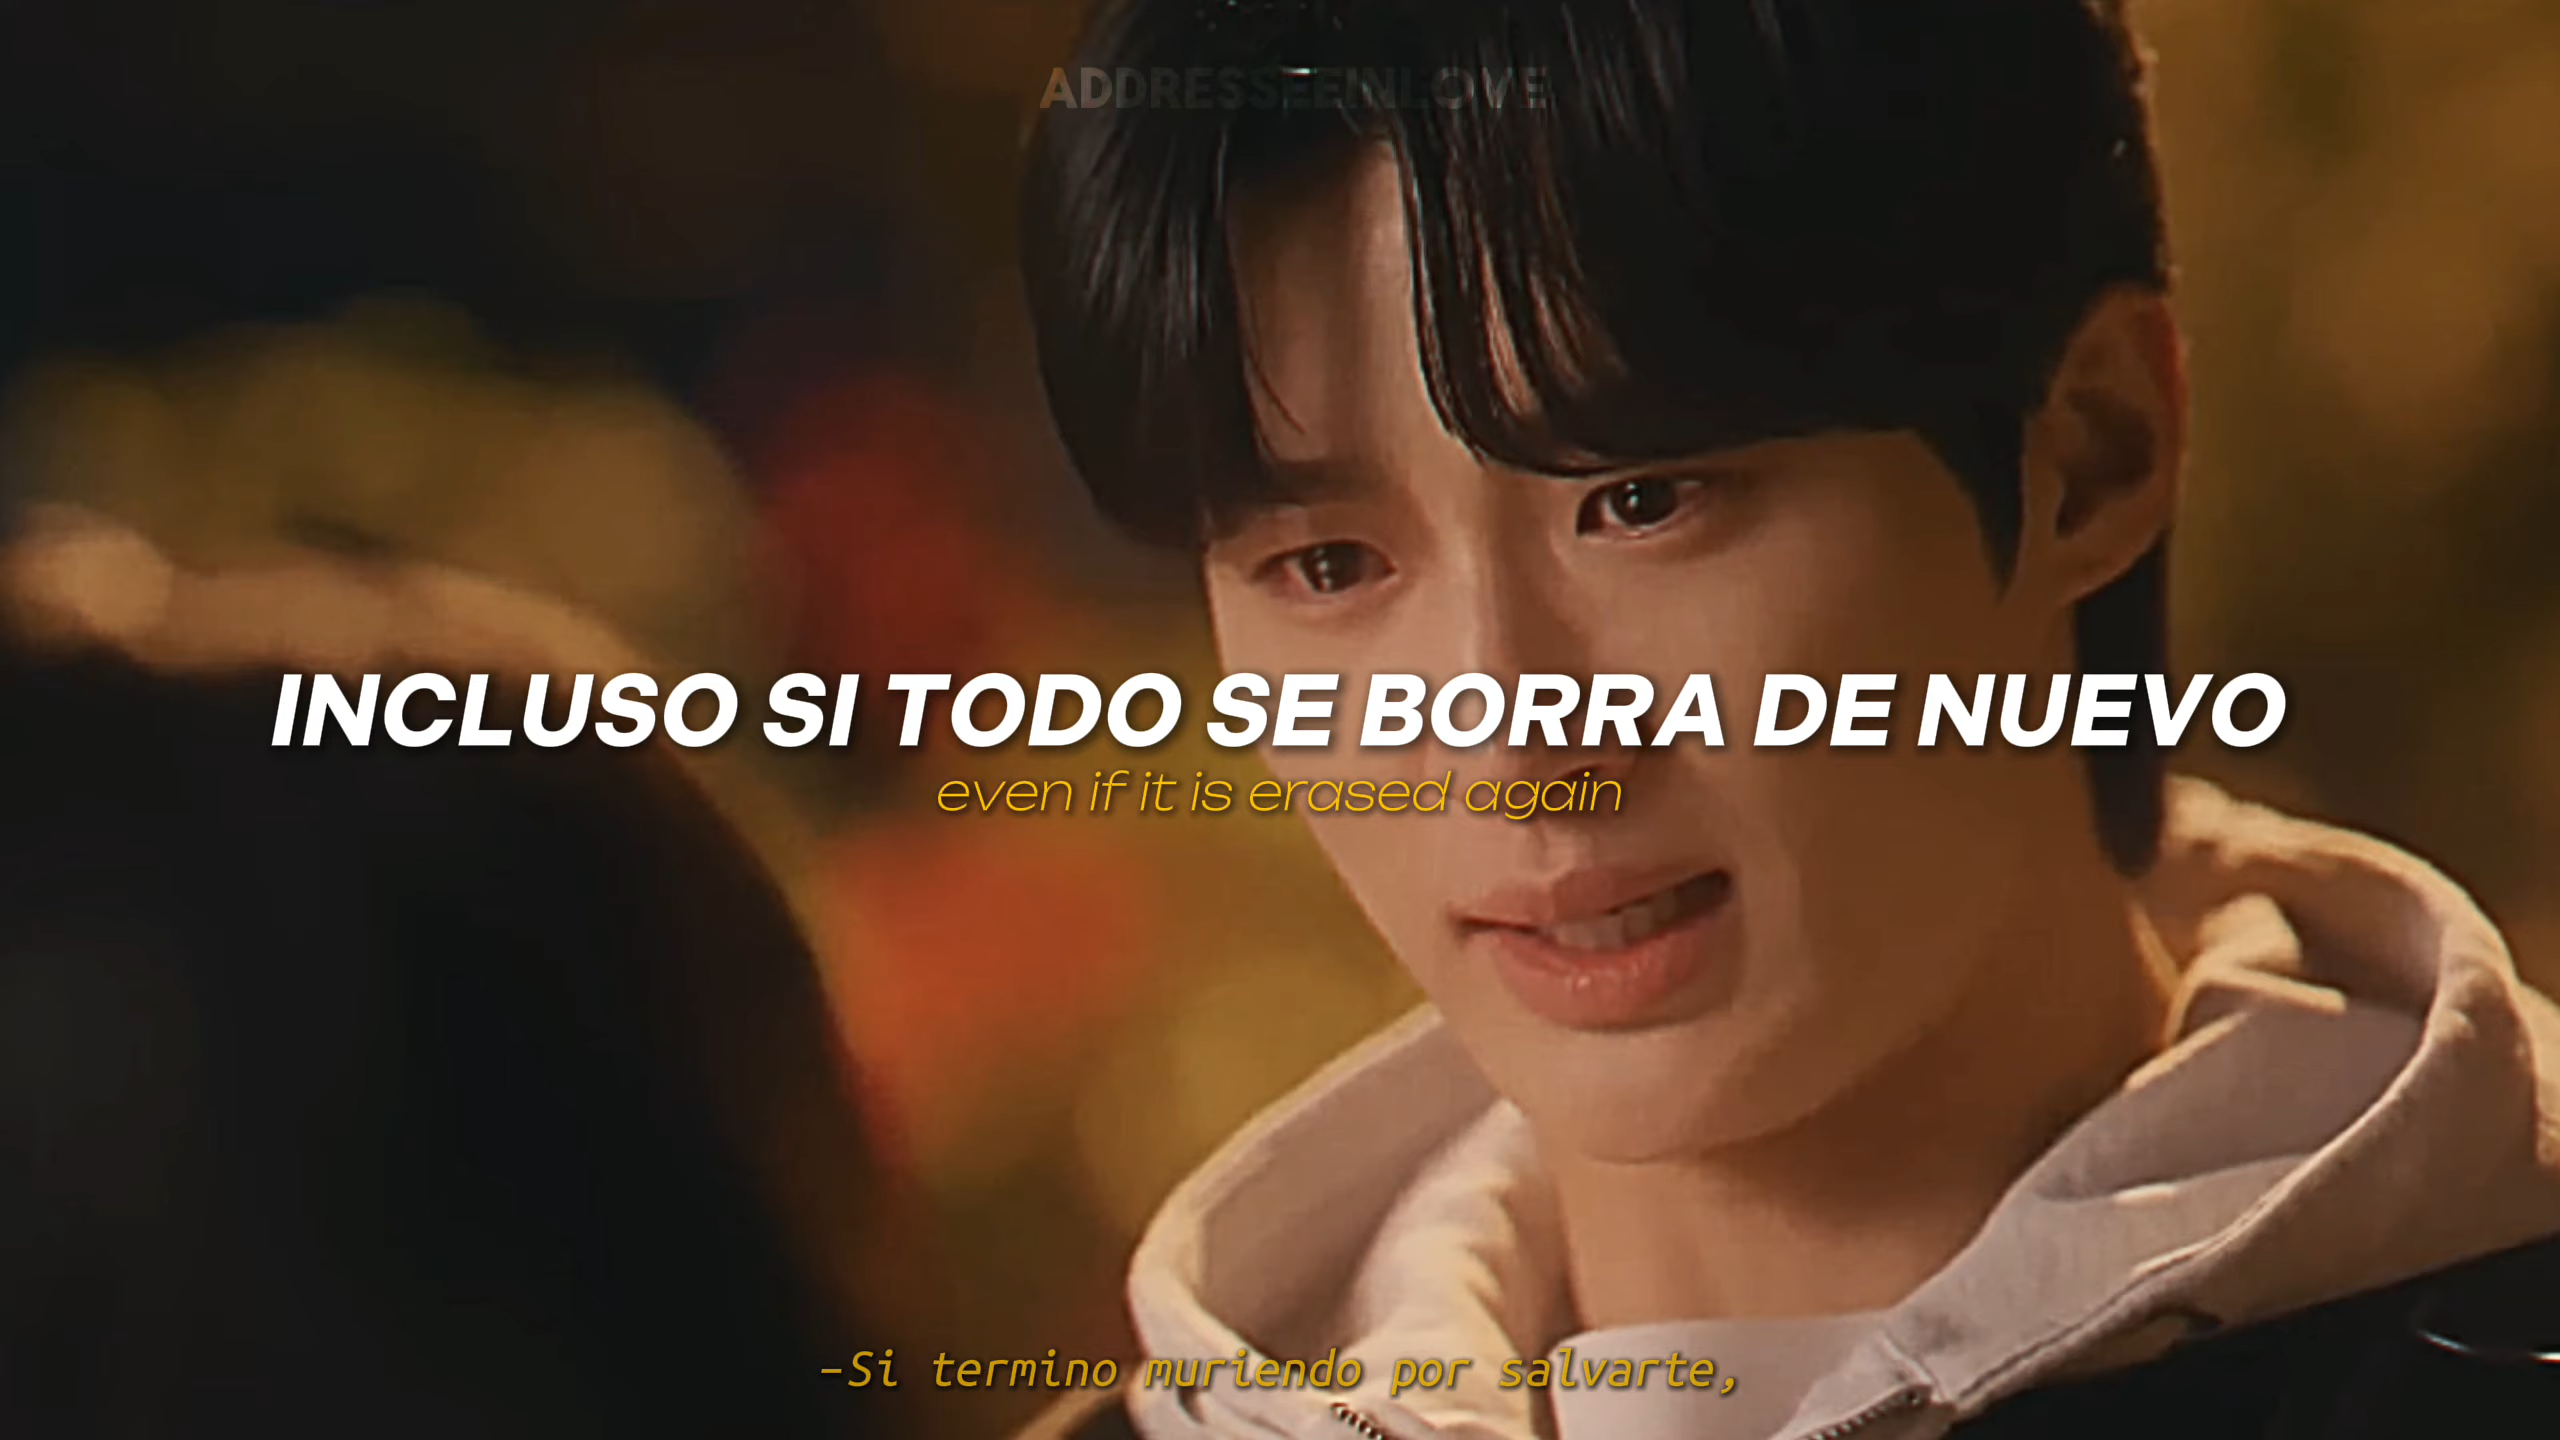 ADDRESSEEINLOVE
INCLUSO SI TODO SE BORRA DE NUEVO
even if it is erased again
-Si termino muriendo por salvarte,